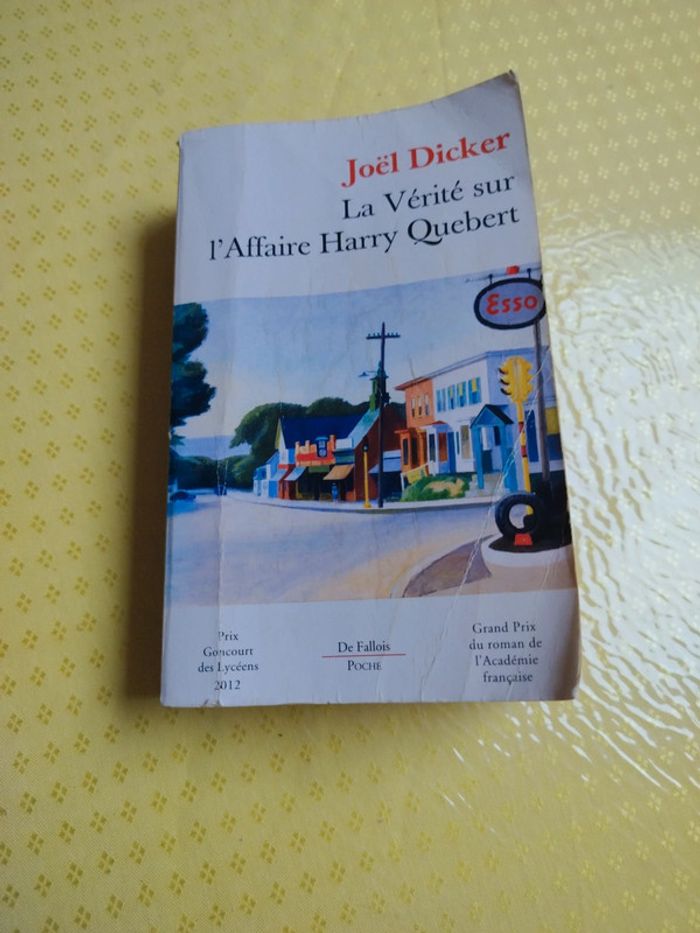 Joël Dicker
La Vérité sur
l'Affaire Harry Quebert
Esso
Prix
Goncourt
des Lycéens
2012
De Fallois
POCHE
Grand Prix
du roman de
l'Académie
française